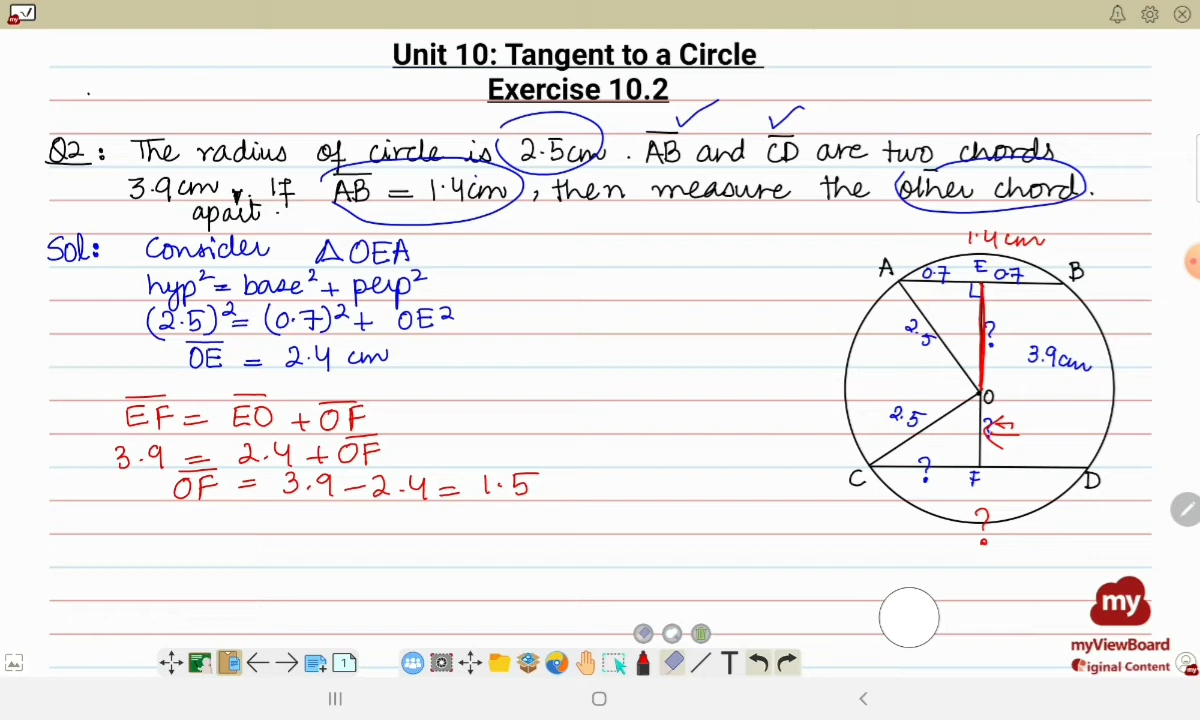 Unit 10: Tangent to a Circle
Exercise 10.2
Q2: The radius of circle is 2.5cm. AB and CD are two chords
3.9cm apart. If AB = 1.4cm, then measure the other chord.
Sol: Consider △OEA
hyp² = base² + perp²
(2.5)² = (0.7)² + OE²
OE = 2.4 cm
EF = EO + OF
3.9 = 2.4 + OF
OF = 3.9 - 2.4 = 1.5
1.4 cm
A 0.7 E 0.7 B
2.5 ? 3.9cm
O
2.5 ?
C ? F D
?
my
myViewBoard
Original Content
1
T